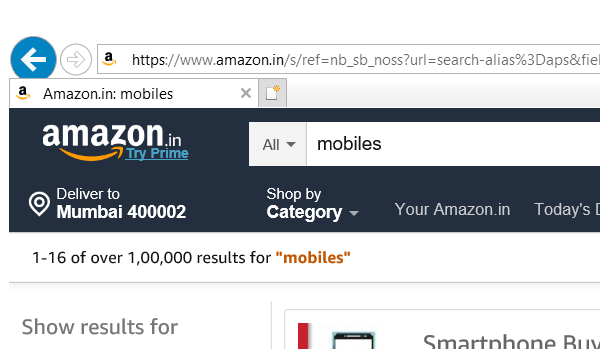 https://www.amazon.in/s/ref=nb_sb_noss?url=search-alias%3Daps&fiel
Amazon.in: mobiles
amazon.in
Try Prime
All
mobiles
Deliver to
Mumbai 400002
Shop by
Category
Your Amazon.in
Today's D
1-16 of over 1,00,000 results for "mobiles"
Show results for
Smartphone Buy